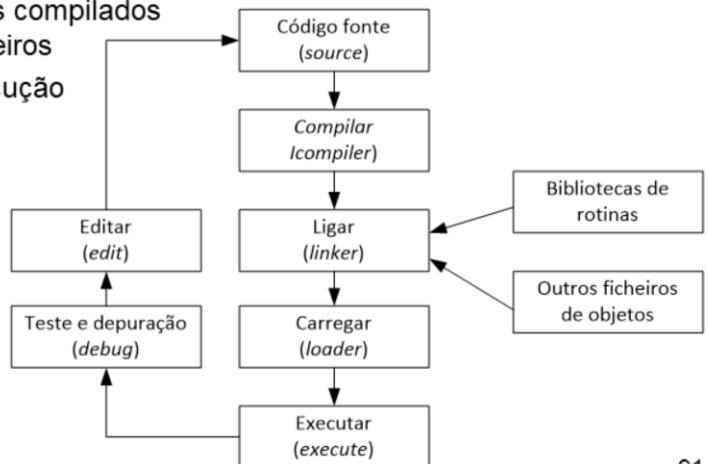 s compilados
eiros
ução
Código fonte
(source)
Compilar
Icompiler)
Ligar
(linker)
Bibliotecas de
rotinas
Outros ficheiros
de objetos
Carregar
(loader)
Executar
(execute)
Teste e depuração
(debug)
Editar
(edit)